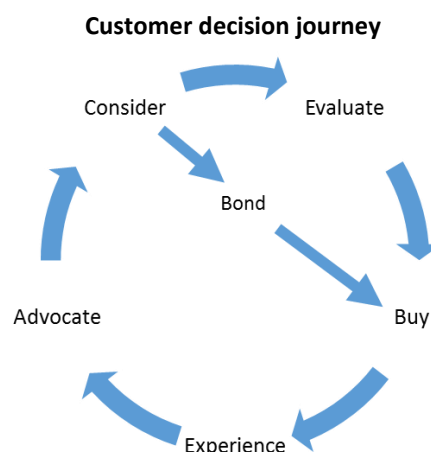 Customer decision journey
Consider
Evaluate
Bond
Advocate
Buy
Experience